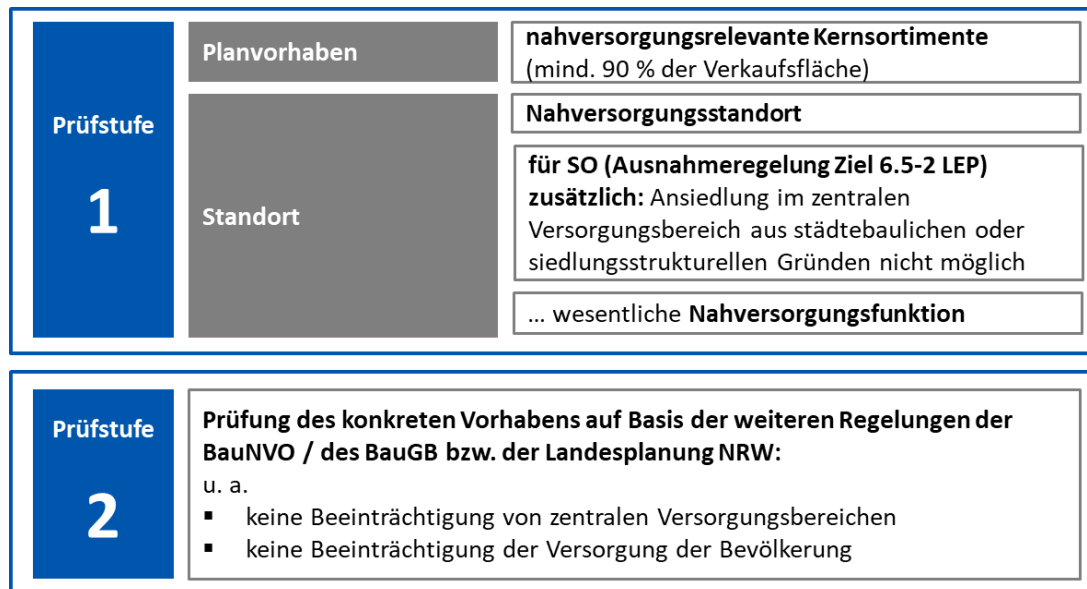 Prüfstufe
1
Planvorhaben
nahversorgungsrelevante Kernsortimente
(mind. 90 % der Verkaufsfläche)
Standort
Nahversorgungsstandort
für SO (Ausnahmeregelung Ziel 6.5-2 LEP)
zusätzlich: Ansiedlung im zentralen
Versorgungsbereich aus städtebaulichen oder
siedlungsstrukturellen Gründen nicht möglich
... wesentliche Nahversorgungsfunktion
Prüfstufe
2
Prüfung des konkreten Vorhabens auf Basis der weiteren Regelungen der
BauNVO / des BauGB bzw. der Landesplanung NRW:
u. a.
▪ keine Beeinträchtigung von zentralen Versorgungsbereichen
▪ keine Beeinträchtigung der Versorgung der Bevölkerung